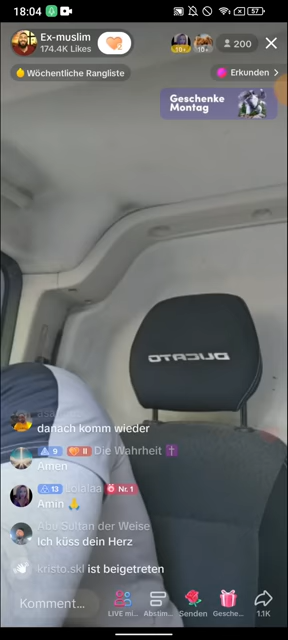 18:04
57
Ex-muslim
174.4K Likes
10+
10+
200
Wöchentliche Rangliste
Erkunden
Geschenke
Montag
DUCATO
danach komm wieder
9
II
Die Wahrheit
Amen
13
Nr. 1
Amin
Abu Sultan der Weise
Ich küss dein Herz
kristo.skl ist beigetreten
Komment...
LIVE mi...
Abstim...
Senden
Gesche...
1.1K